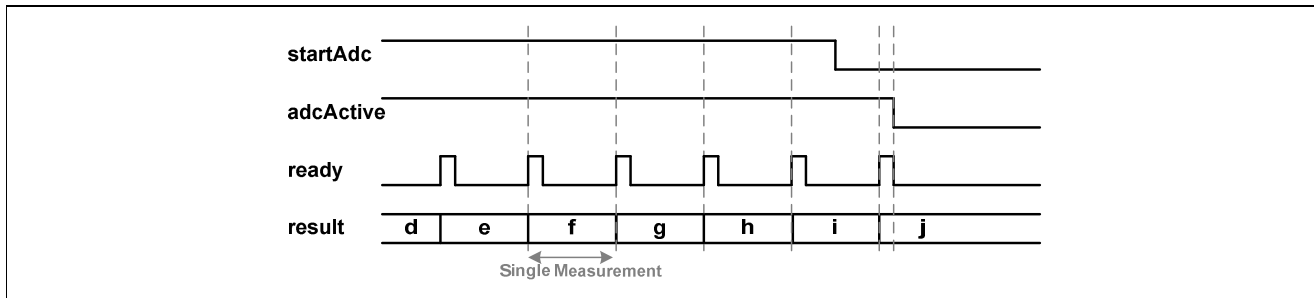 startAdc
adcActive
ready
result d e f g h i j
Single Measurement